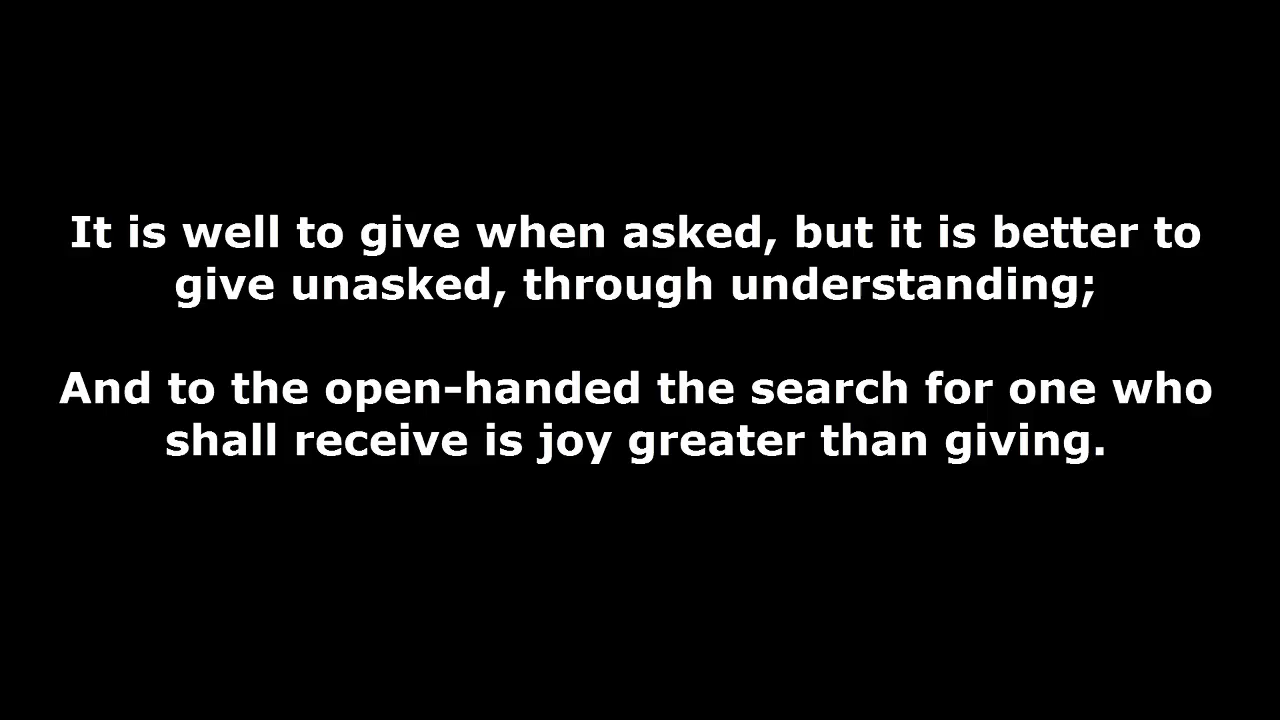 It is well to give when asked, but it is better to
give unasked, through understanding;
And to the open-handed the search for one who
shall receive is joy greater than giving.